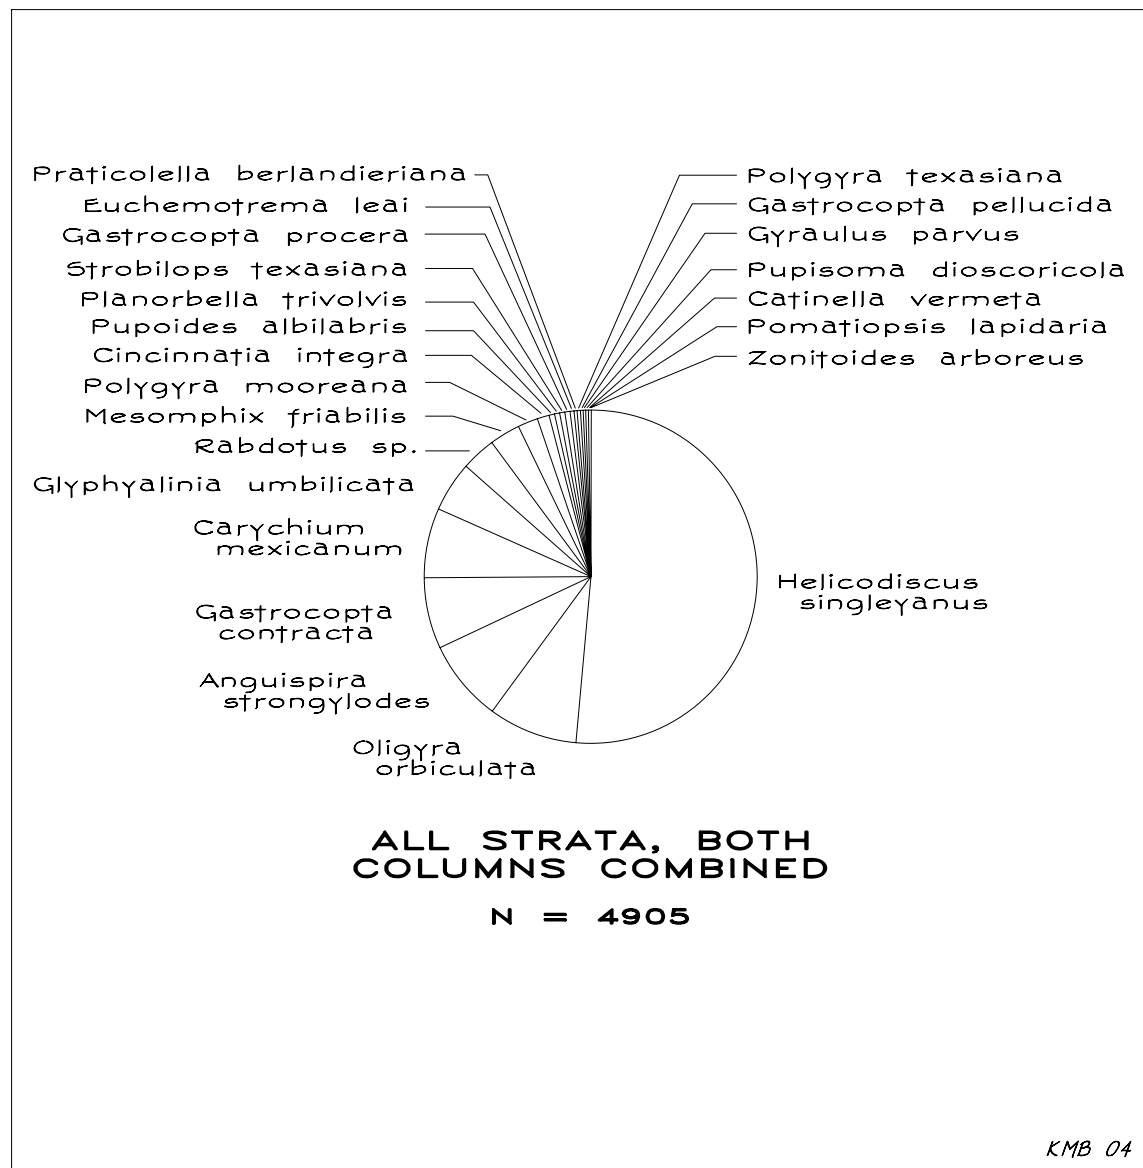 Praticolella berlandieriana
Euchemotrema leai
Gastrocopta procera
Strobilops texasiana
Planorbella trivolvis
Pupoides albilabris
Cincinnatia integra
Polygyra mooreana
Mesomphix friabilis
Rabdotus sp.
Glyphyalinia umbilicata
Carychium
mexicanum
Gastrocopta
contracta
Anguispira
strongylodes
Oligyra
orbiculata
Polygyra texasiana
Gastrocopta pellucida
Gyraulus parvus
Pupisoma dioscoricola
Catinella vermeta
Pomatiopsis lapidaria
Zonitoides arboreus
Helicodiscus
singleyanus
ALL STRATA, BOTH
COLUMNS COMBINED
N = 4905
KMB 04